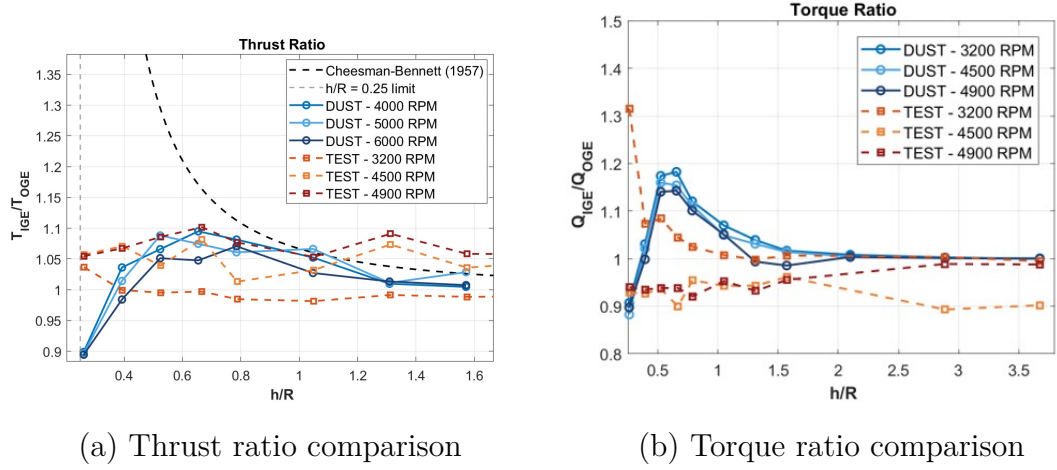 Thrust Ratio
T_IGE/T_OGE
1.35
1.3
1.25
1.2
1.15
1.1
1.05
1
0.95
0.9
Cheesman-Bennett (1957)
h/R = 0.25 limit
DUST - 4000 RPM
DUST - 5000 RPM
DUST - 6000 RPM
TEST - 3200 RPM
TEST - 4500 RPM
TEST - 4900 RPM
0.4 0.6 0.8 1 1.2 1.4 1.6
h/R
(a) Thrust ratio comparison
Torque Ratio
Q_IGE/Q_OGE
1.5
1.4
1.3
1.2
1.1
1
0.9
0.8
DUST - 3200 RPM
DUST - 4500 RPM
DUST - 4900 RPM
TEST - 3200 RPM
TEST - 4500 RPM
TEST - 4900 RPM
0.5 1 1.5 2 2.5 3 3.5
h/R
(b) Torque ratio comparison